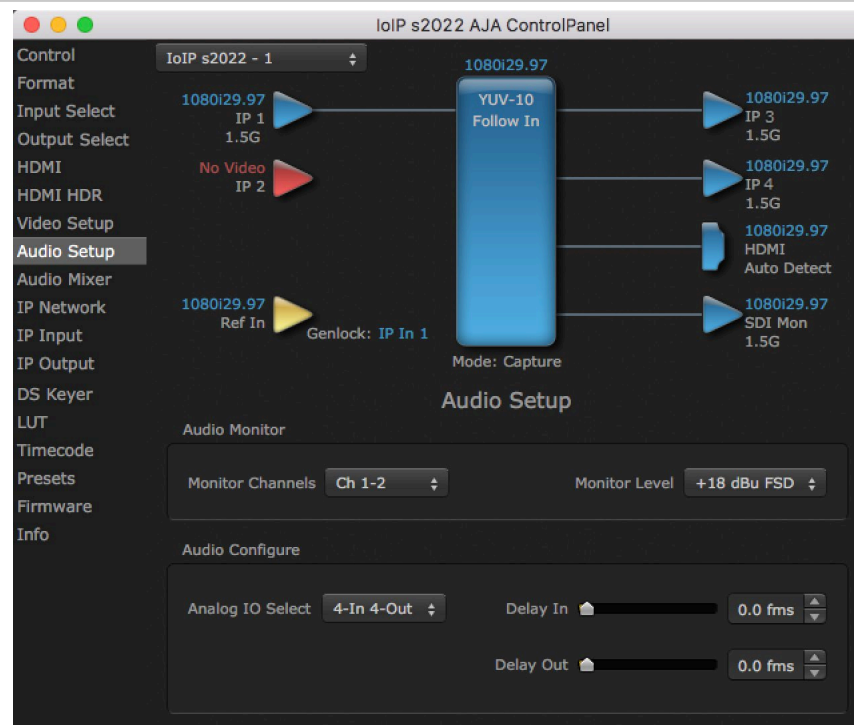 IoIP s2022 AJA ControlPanel
Control
Format
Input Select
Output Select
HDMI
HDMI HDR
Video Setup
Audio Setup
Audio Mixer
IP Network
IP Input
IP Output
DS Keyer
LUT
Timecode
Presets
Firmware
Info
IoIP s2022 - 1
1080i29.97
YUV-10
Follow In
1080i29.97
IP 1
1.5G
No Video
IP 2
1080i29.97
Ref In
Genlock: IP In 1
1080i29.97
IP 3
1.5G
1080i29.97
IP 4
1.5G
1080i29.97
HDMI
Auto Detect
1080i29.97
SDI Mon
1.5G
Mode: Capture
Audio Setup
Audio Monitor
Monitor Channels Ch 1-2 Monitor Level +18 dBu FSD
Audio Configure
Analog IO Select 4-In 4-Out Delay In 0.0 fms
Delay Out 0.0 fms